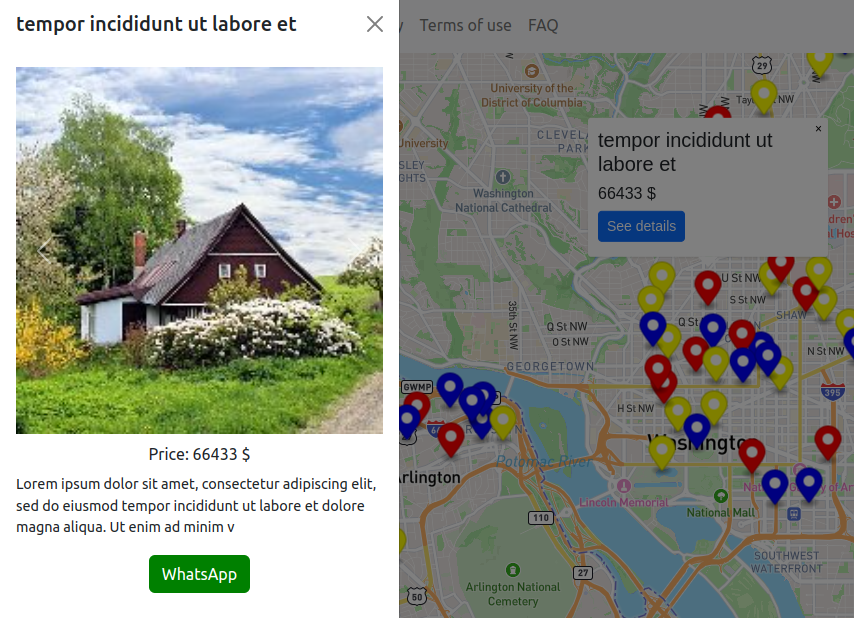 tempor incididunt ut labore et
Price: 66433 $
Lorem ipsum dolor sit amet, consectetur adipiscing elit,
sed do eiusmod tempor incididunt ut labore et dolore
magna aliqua. Ut enim ad minim v
WhatsApp
Terms of use FAQ
29
University of the
District of Columbia
University
CLEVEL
PARK
Washington
National Cathedral
tempor incididunt ut
labore et
×
66433 $
See details
U St NW
S St NW
SHAW
35th St NW
Q St NW
O St NW
N St NW
GEORGETOWN
GWMP
395
H St NW
Washington
Potomac River
Arlington
Lincoln Memorial
National Mall
110
SOUTHWEST
WATERFRONT
27
Arlington National
Cemetery
50